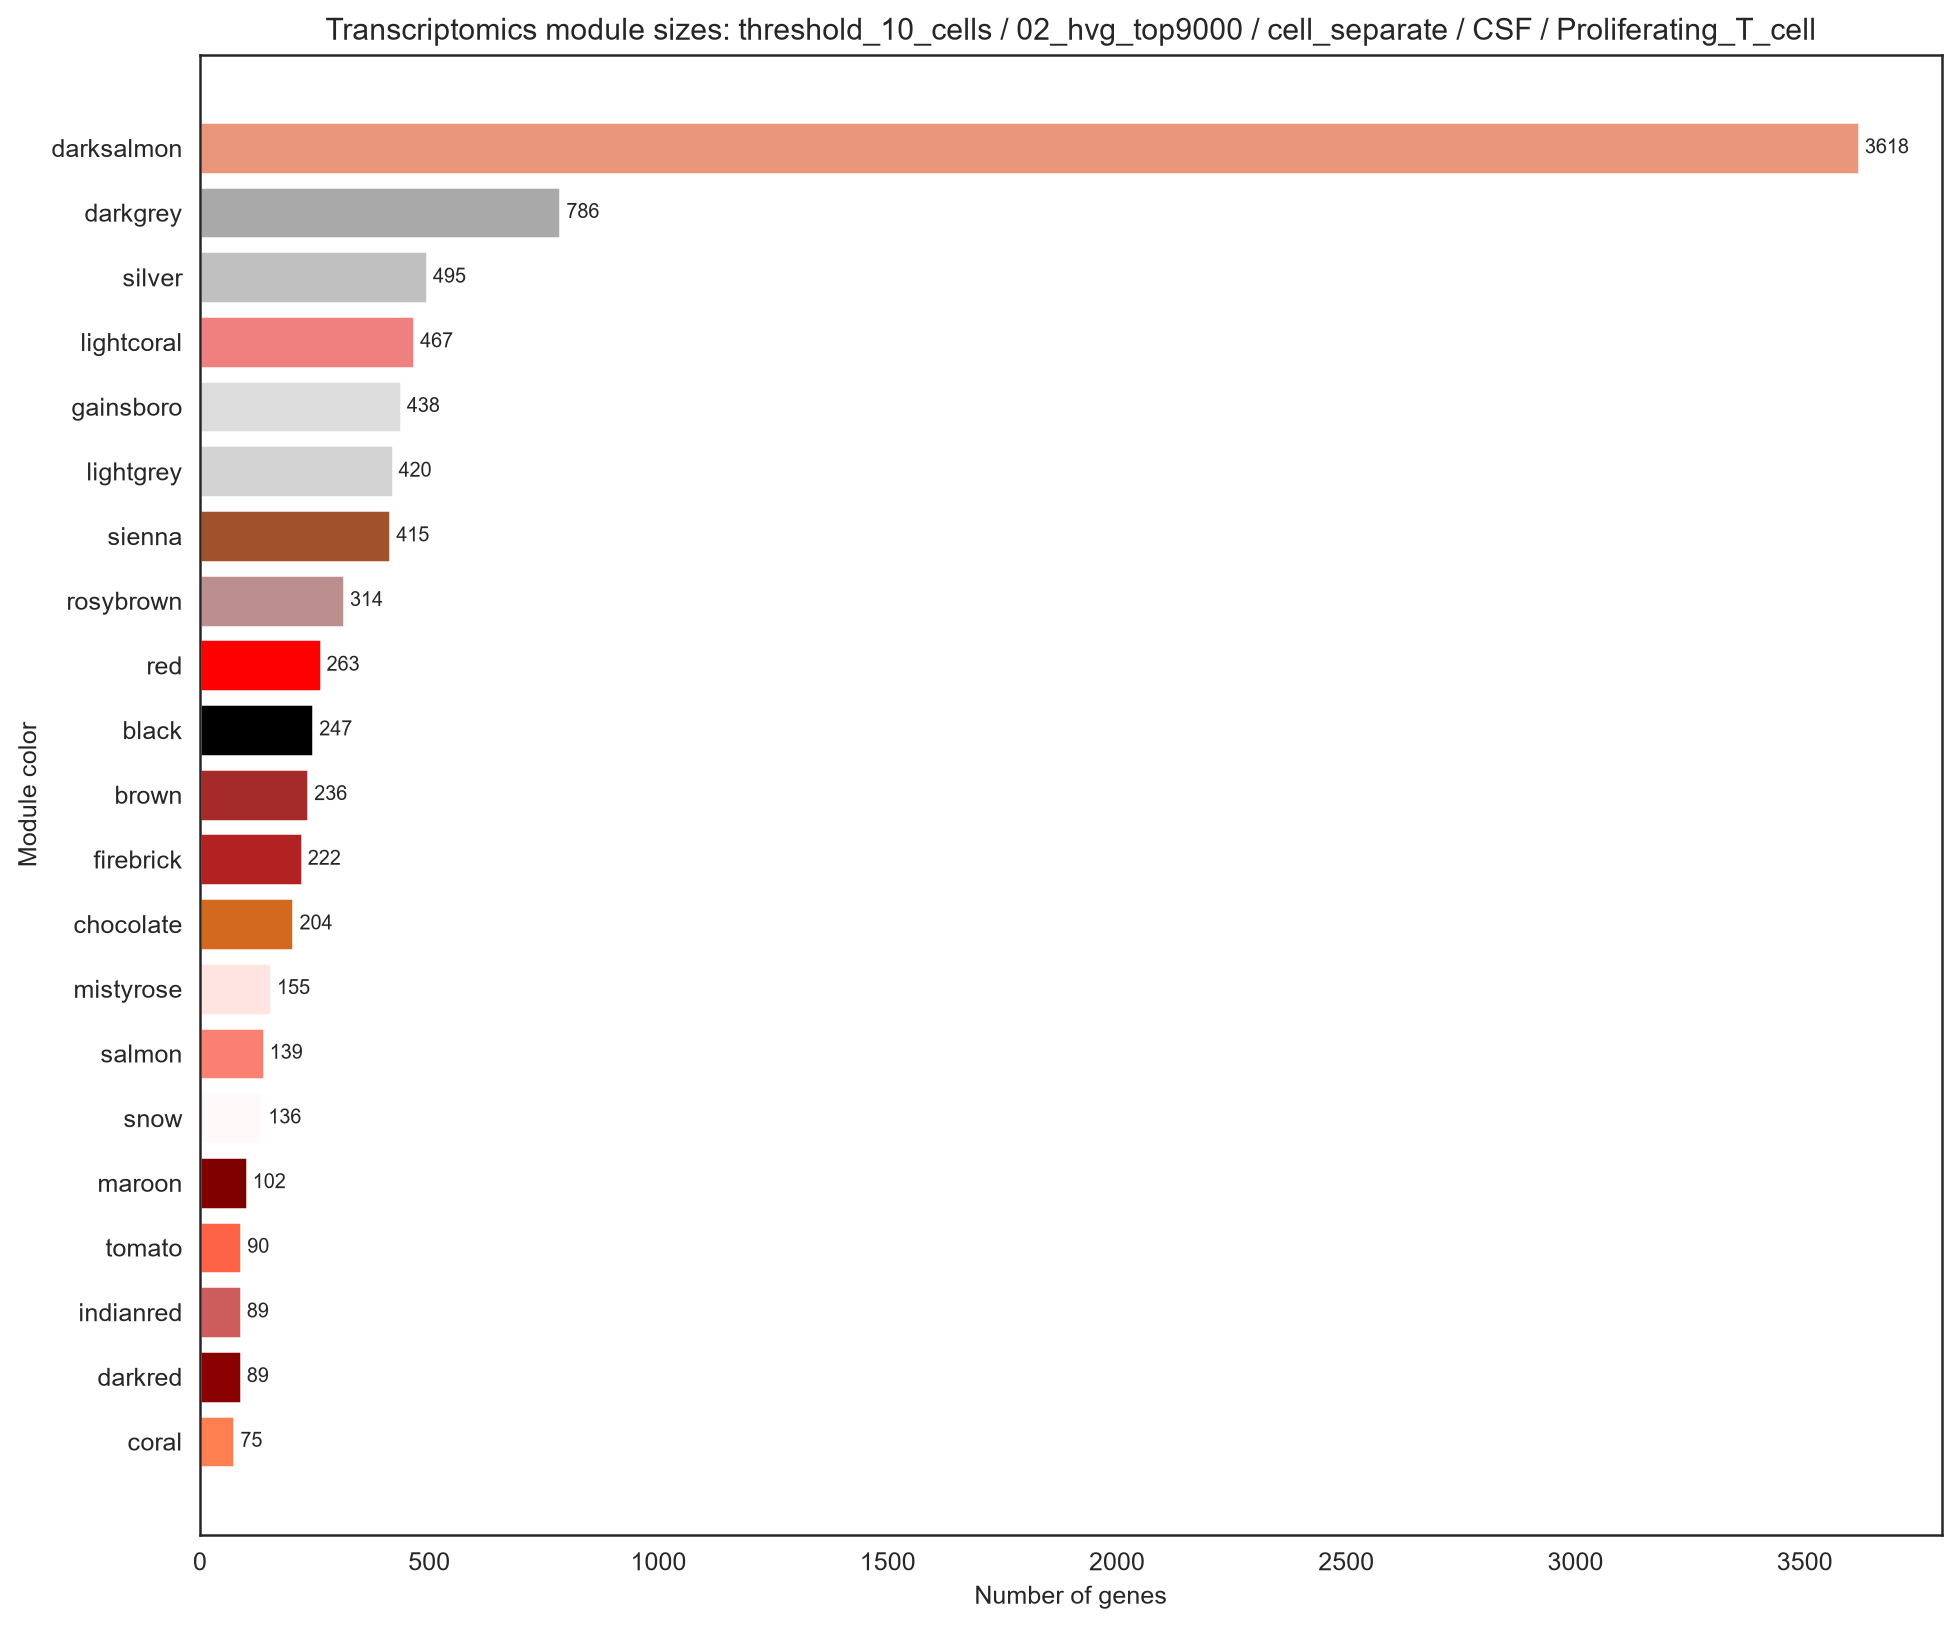 Transcriptomics module sizes: threshold_10_cells / 02_hvg_top9000 / cell_separate / CSF / Proliferating_T_cell
Module color
darksalmon 3618
darkgrey 786
silver 495
lightcoral 467
gainsboro 438
lightgrey 420
sienna 415
rosybrown 314
red 263
black 247
brown 236
firebrick 222
chocolate 204
mistyrose 155
salmon 139
snow 136
maroon 102
tomato 90
indianred 89
darkred 89
coral 75
0 500 1000 1500 2000 2500 3000 3500
Number of genes